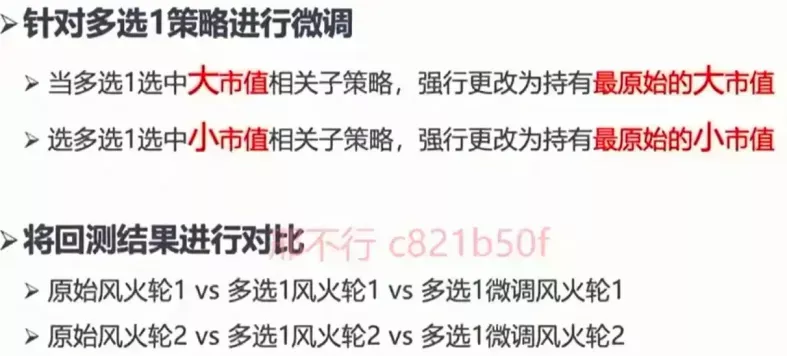 ➢针对多选1策略进行微调
➢ 当多选1选中大市值相关子策略，强行更改为持有最原始的大市值
➢ 选多选1选中小市值相关子策略，强行更改为持有最原始的小市值
➢将回测结果进行对比
不行 c821b50f
➢ 原始风火轮1 vs 多选1风火轮1 vs 多选1微调风火轮1
➢ 原始风火轮2 vs 多选1风火轮2 vs 多选1微调风火轮2